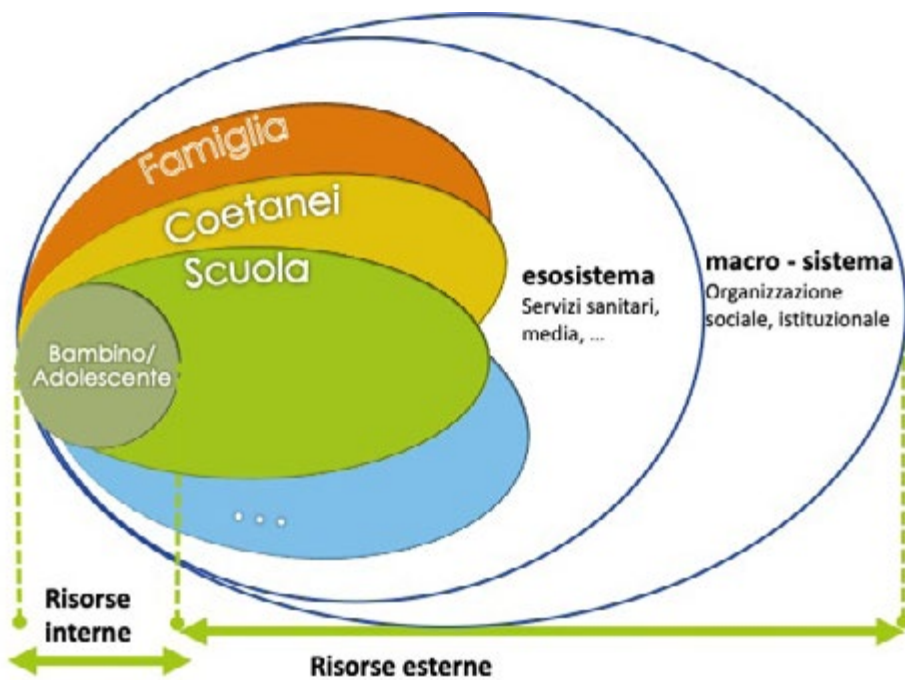 Famiglia
Coetanei
Scuola
Bambino/
Adolescente
. . .
esosistema
Servizi sanitari,
media, ...
macro - sistema
Organizzazione
sociale, istituzionale
Risorse
interne
Risorse esterne